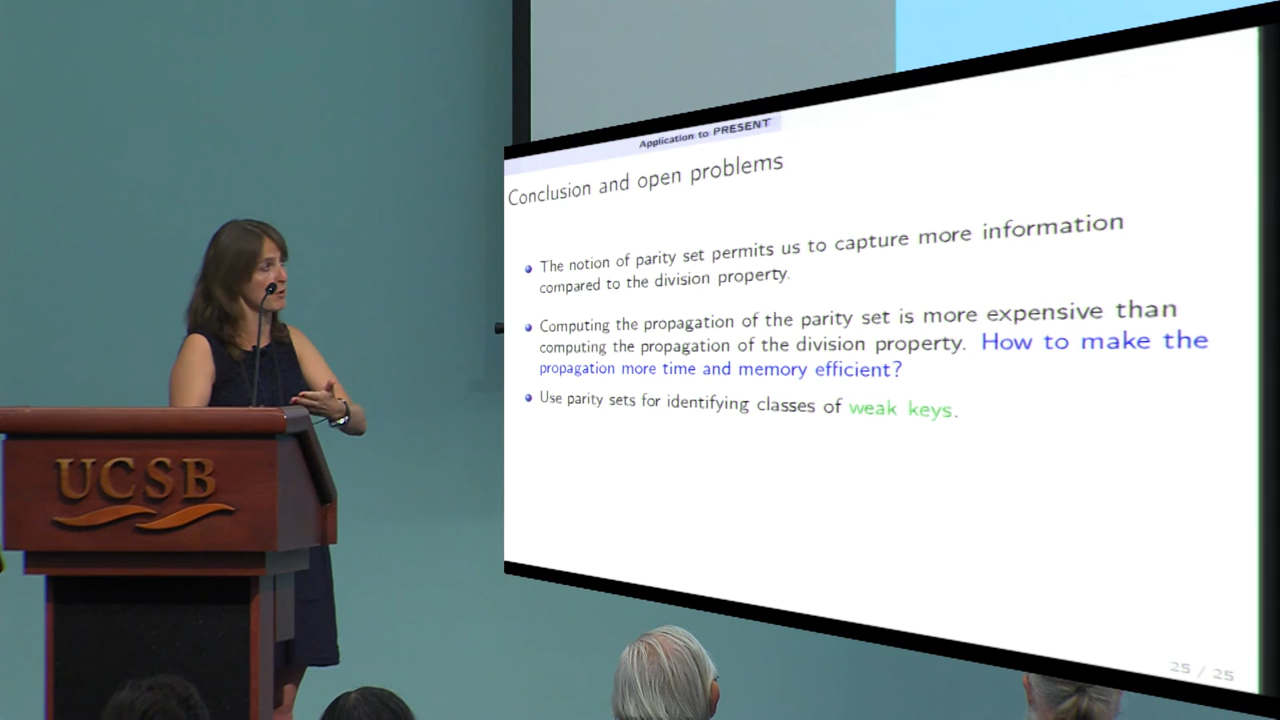 Application to PRESENT
Conclusion and open problems
The notion of parity set permits us to capture more information
compared to the division property.
Computing the propagation of the parity set is more expensive than
computing the propagation of the division property. How to make the
propagation more time and memory efficient?
Use parity sets for identifying classes of weak keys.
25 / 25
UCSB